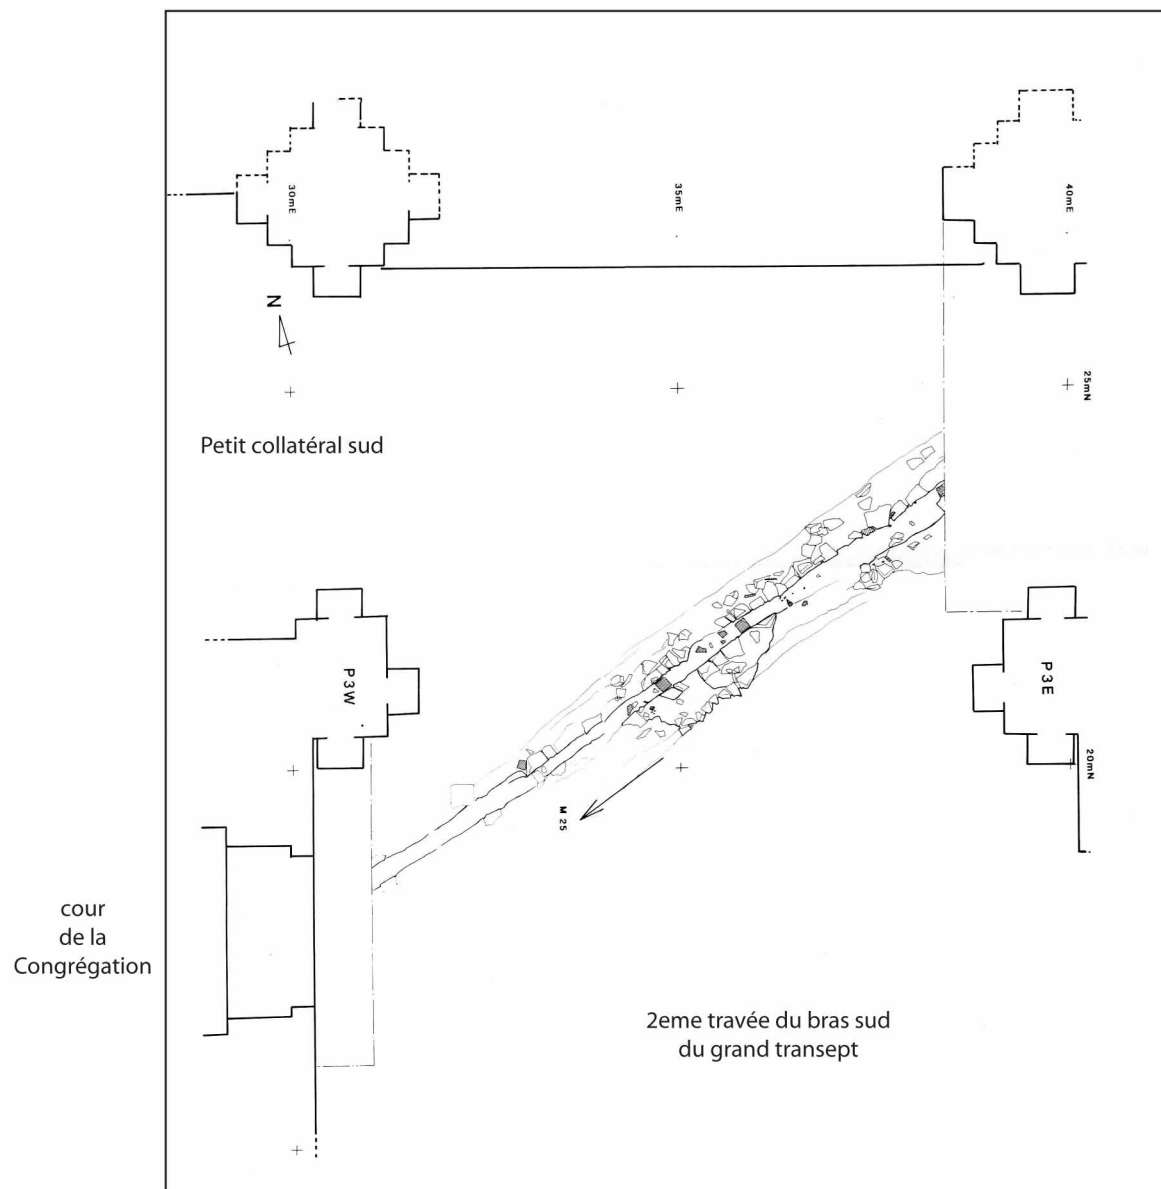 30mE
35mE
40mE
N
25mN
Petit collatéral sud
P3W
P3E
20mN
M 25
cour
de la
Congrégation
2eme travée du bras sud
du grand transept